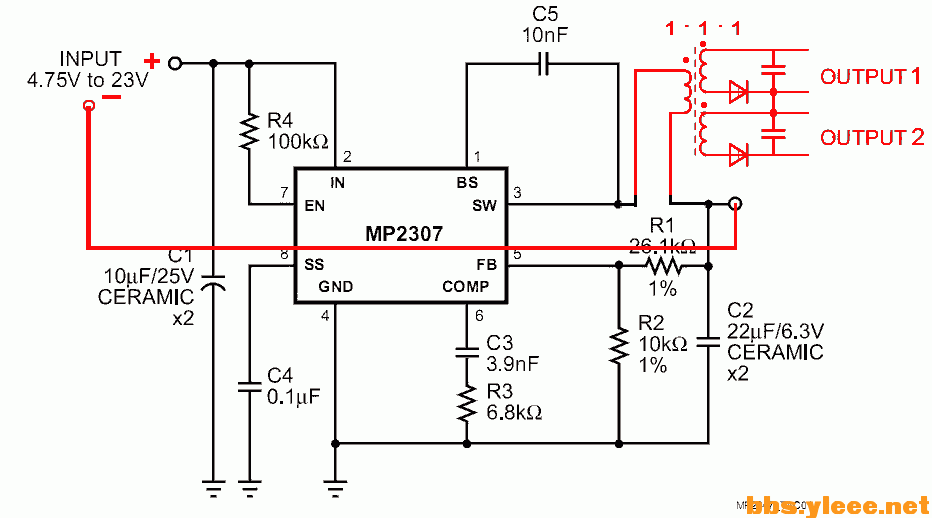 C5
10nF
1 - 1 - 1
INPUT
4.75V to 23V
+
−
OUTPUT 1
OUTPUT 2
R4
100kΩ
2
1
IN
BS
7
EN
SW
3
MP2307
R1
26.1kΩ
1%
8
SS
FB
5
GND
COMP
4
6
C1
10µF/25V
CERAMIC
x2
C2
22µF/6.3V
CERAMIC
x2
R2
10kΩ
1%
C3
3.9nF
R3
6.8kΩ
C4
0.1µF
bbs.yleee.net